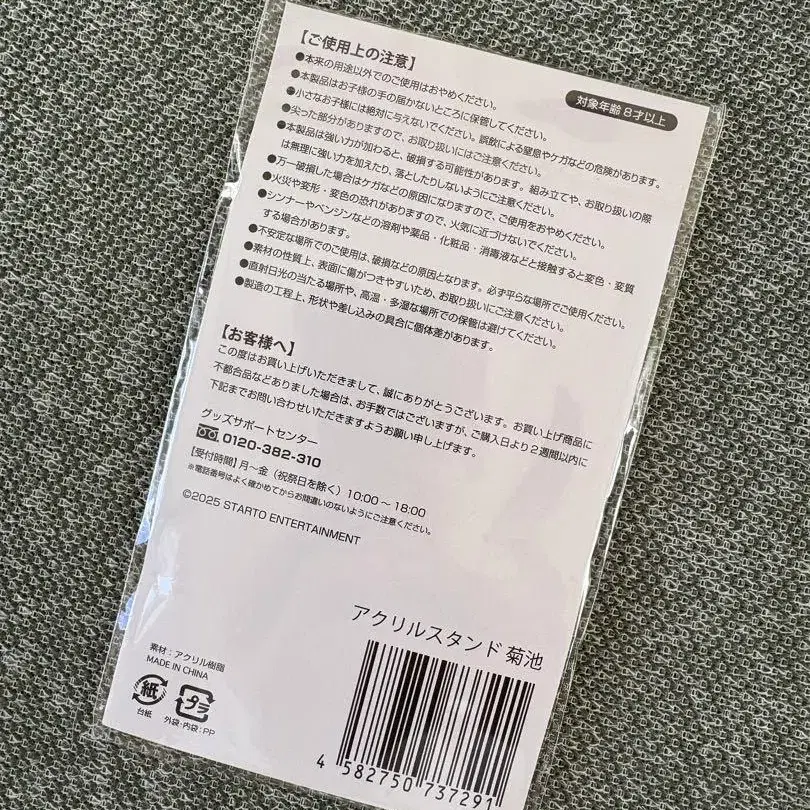 【ご使用上の注意】
対象年齢 8才以上
●本来の用途以外でのご使用はおやめください。
●本製品はお子様の手の届かないところに保管してください。
●小さなお子様には絶対に与えないでください。誤飲による窒息やケガなどの危険があります。
●尖った部分がありますので、お取り扱いにはご注意ください。
●本製品は強い力が加わると、破損する可能性があります。組み立てや、お取り扱いの際
は無理に強い力を加えたり、落としたりしないようにご注意ください。
●万一破損した場合はケガなどの原因になりますので、ご使用をおやめください。
●火災や変形・変色の恐れがありますので、火気に近づけないでください。
●シンナーやベンジンなどの溶剤や薬品・化粧品・消毒液などと接触すると変色・変質
する場合があります。
●不安定な場所でのご使用は、破損などの原因となります。必ず平らな場所でご使用ください。
●素材の性質上、表面に傷がつきやすいため、お取り扱いにご注意ください。
●直射日光の当たる場所や、高温・多湿な場所での保管は避けてください。
●製造の工程上、形状や差し込みの具合に個体差があります。
【お客様へ】
この度はお買い上げいただきまして、誠にありがとうございます。お買い上げ商品に
不都合品などありました場合は、お手数ではございますが、ご購入日より2週間以内に
下記までお問い合わせいただきますようお願い申し上げます。
グッズサポートセンター
0120-382-310
【受付時間】月～金（祝祭日を除く）10:00～18:00
※電話番号はよく確かめてからお間違いのないようにご注意ください。
©2025 STARTO ENTERTAINMENT
アクリルスタンド 菊池
素材：アクリル樹脂
MADE IN CHINA
紙
台紙
プラ
外袋・内袋：PP
4 582750 737291